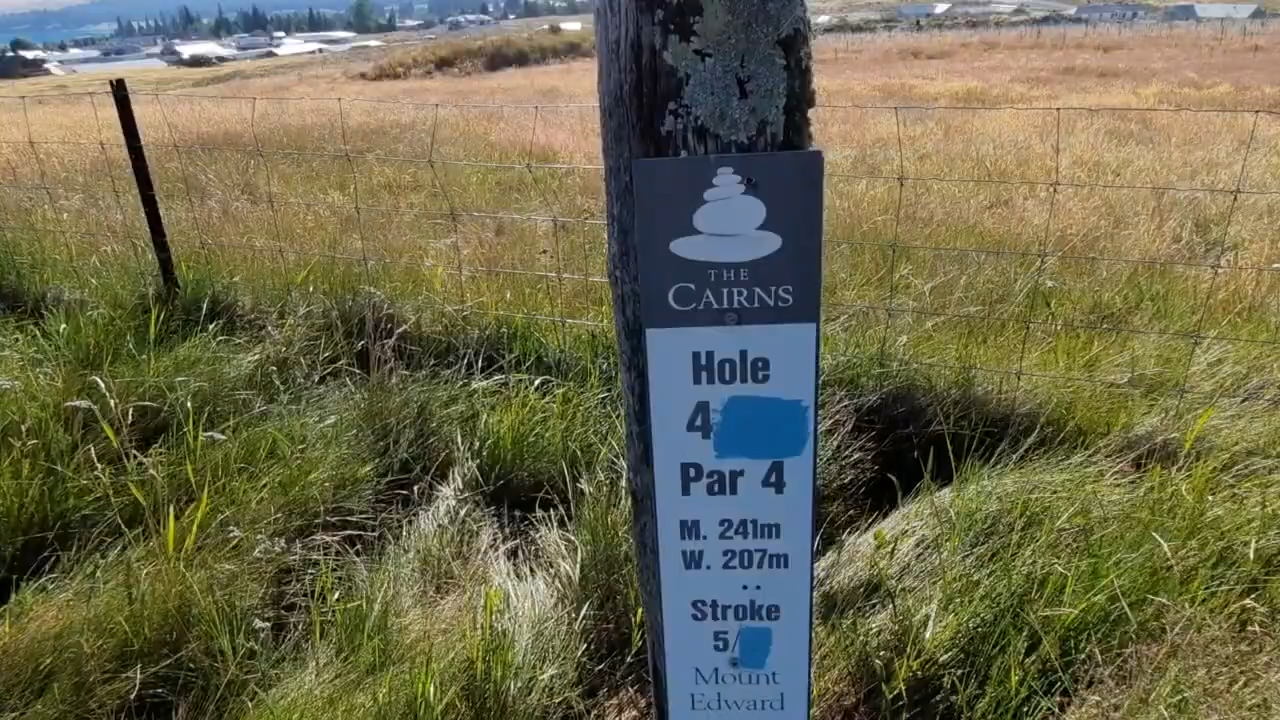 THE
CAIRNS
Hole
4
Par 4
M. 241m
W. 207m
Stroke
5/
Mount
Edward